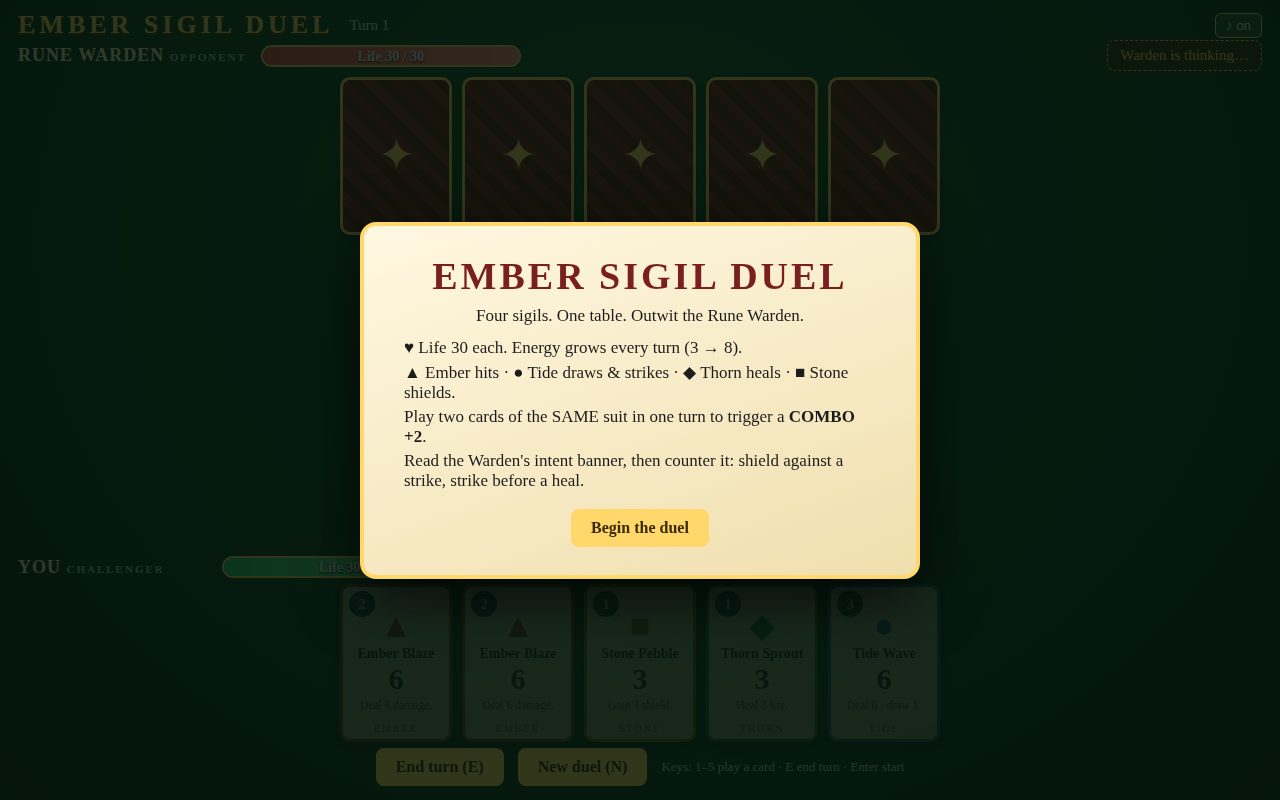 EMBER SIGIL DUEL Turn 1 ♪ on
RUNE WARDEN OPPONENT Life 30 / 30 Warden is thinking…
EMBER SIGIL DUEL
Four sigils. One table. Outwit the Rune Warden.
♥ Life 30 each. Energy grows every turn (3 → 8).
▲ Ember hits · ● Tide draws & strikes · ◆ Thorn heals · ■ Stone
shields.
Play two cards of the SAME suit in one turn to trigger a COMBO
+2.
Read the Warden's intent banner, then counter it: shield against a
strike, strike before a heal.
Begin the duel
YOU CHALLENGER Life 30
2 2 1 1 3
Ember Blaze Ember Blaze Stone Pebble Thorn Sprout Tide Wave
6 6 3 3 6
Deal 6 damage. Deal 6 damage. Gain 3 shield. Heal 3 life. Deal 6 · draw 1.
EMBER EMBER STONE THORN TIDE
End turn (E) New duel (N) Keys: 1–5 play a card · E end turn · Enter start